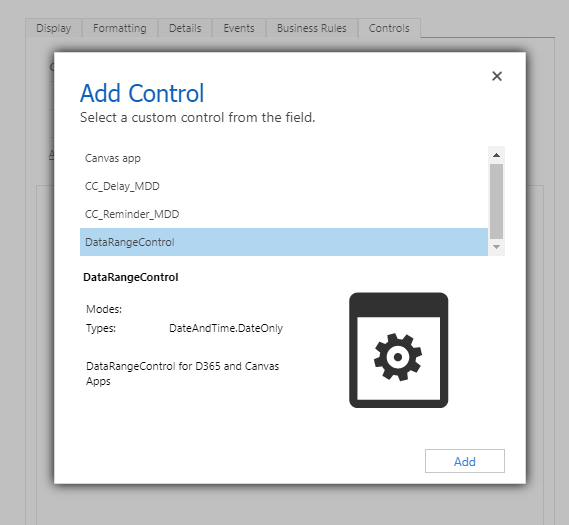 Display Formatting Details Events Business Rules Controls
Add Control
Select a custom control from the field.
Canvas app
CC_Delay_MDD
CC_Reminder_MDD
DataRangeControl
DataRangeControl
Modes:
Types: DateAndTime.DateOnly
DataRangeControl for D365 and Canvas
Apps
Add